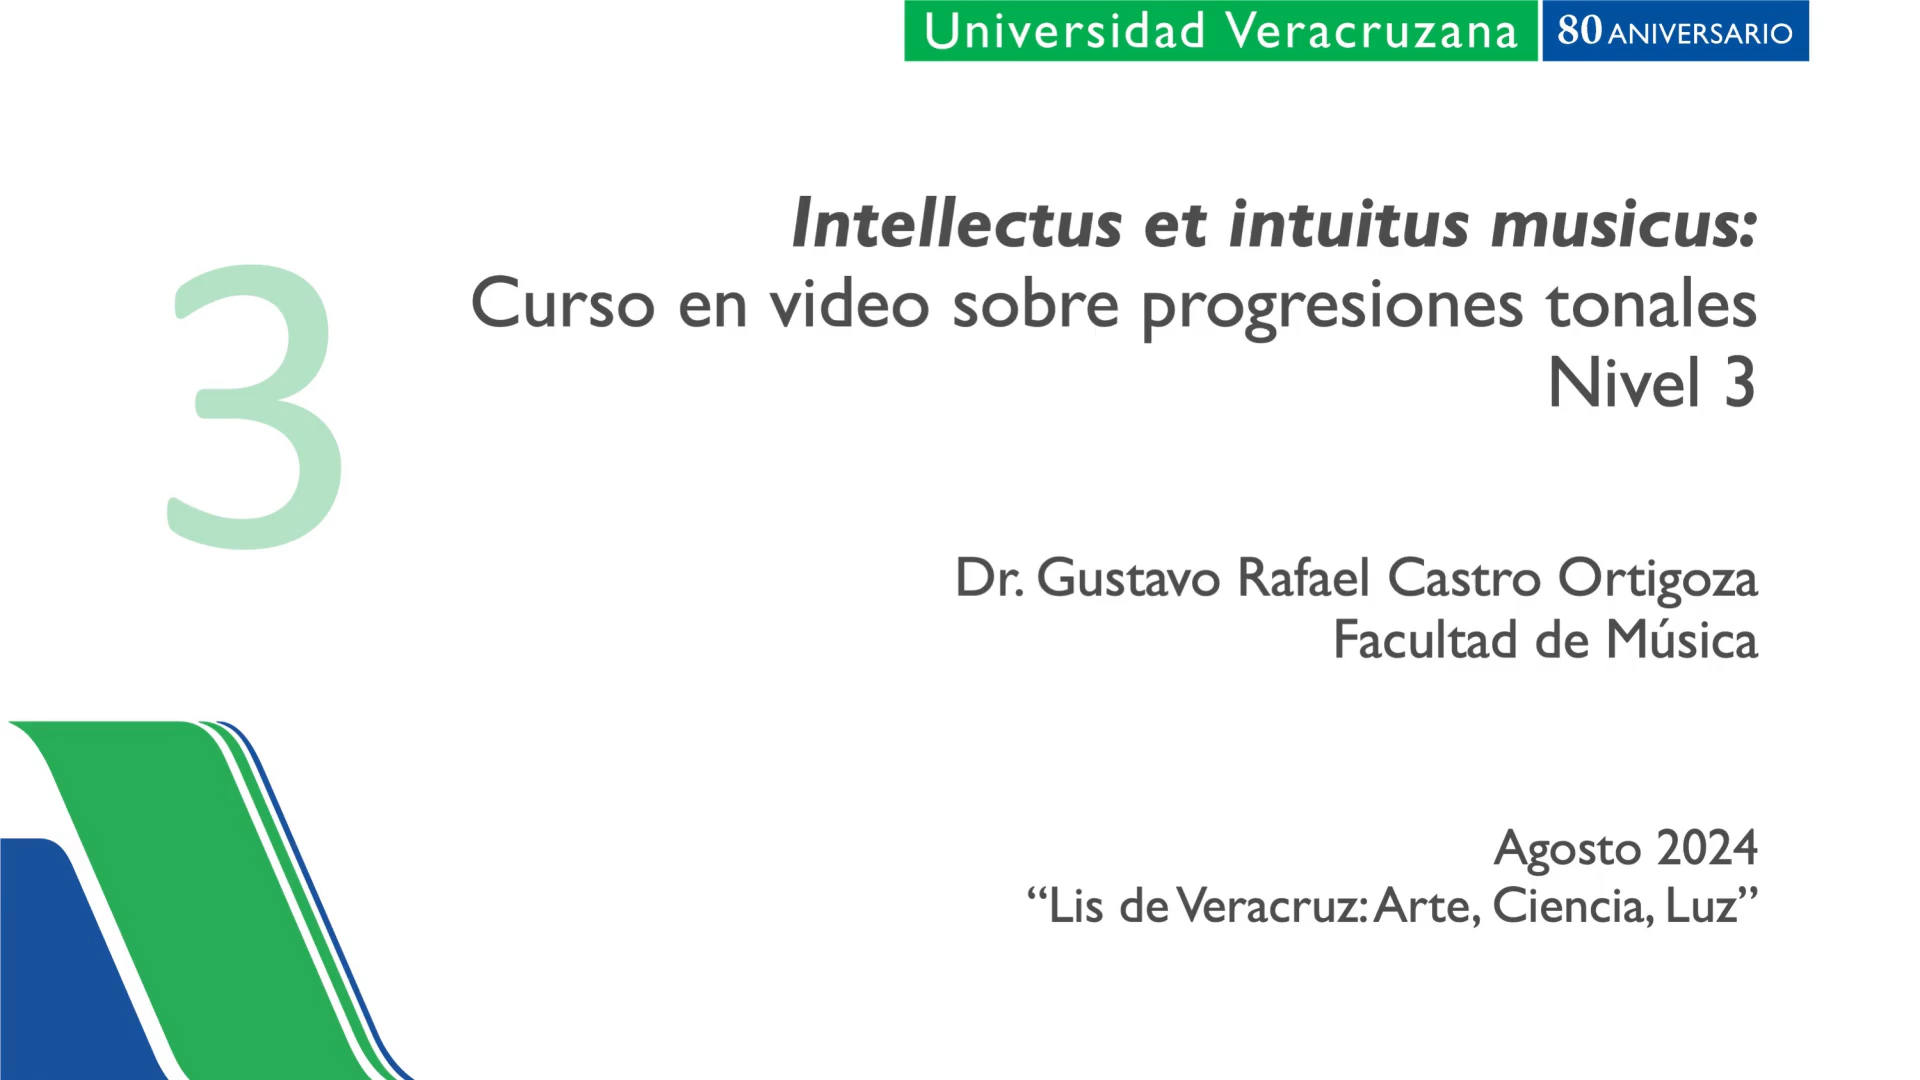 Universidad Veracruzana 80 ANIVERSARIO
Intellectus et intuitus musicus:
Curso en video sobre progresiones tonales
Nivel 3
3
Dr. Gustavo Rafael Castro Ortigoza
Facultad de Música
Agosto 2024
“Lis de Veracruz: Arte, Ciencia, Luz”